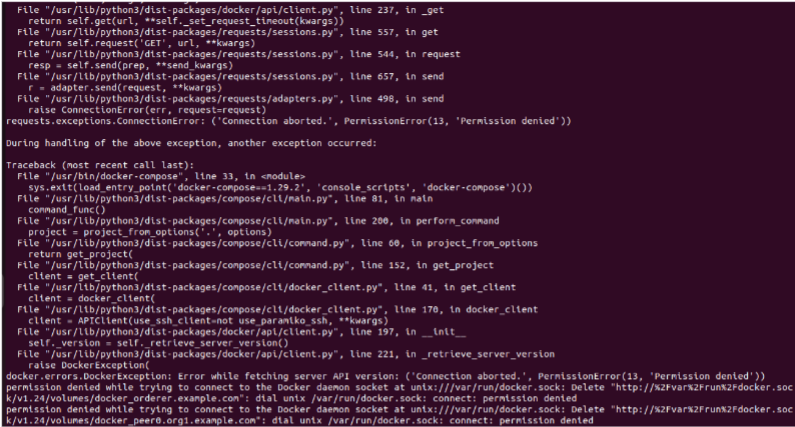 File "/usr/lib/python3/dist-packages/docker/api/client.py", line 237, in _get
return self.get(url, **self._set_request_timeout(kwargs))
File "/usr/lib/python3/dist-packages/requests/sessions.py", line 557, in get
return self.request('GET', url, **kwargs)
File "/usr/lib/python3/dist-packages/requests/sessions.py", line 544, in request
resp = self.send(prep, **send_kwargs)
File "/usr/lib/python3/dist-packages/requests/sessions.py", line 657, in send
r = adapter.send(request, **kwargs)
File "/usr/lib/python3/dist-packages/requests/adapters.py", line 498, in send
raise ConnectionError(err, request=request)
requests.exceptions.ConnectionError: ('Connection aborted.', PermissionError(13, 'Permission denied'))
During handling of the above exception, another exception occurred:
Traceback (most recent call last):
File "/usr/bin/docker-compose", line 33, in <module>
sys.exit(load_entry_point('docker-compose==1.29.2', 'console_scripts', 'docker-compose')())
File "/usr/lib/python3/dist-packages/compose/cli/main.py", line 81, in main
command_func()
File "/usr/lib/python3/dist-packages/compose/cli/main.py", line 200, in perform_command
project = project_from_options('.', options)
File "/usr/lib/python3/dist-packages/compose/cli/command.py", line 60, in project_from_options
return get_project(
File "/usr/lib/python3/dist-packages/compose/cli/command.py", line 152, in get_project
client = get_client(
File "/usr/lib/python3/dist-packages/compose/cli/docker_client.py", line 41, in get_client
client = docker_client(
File "/usr/lib/python3/dist-packages/compose/cli/docker_client.py", line 170, in docker_client
client = APIClient(use_ssh_client=not use_paramiko_ssh, **kwargs)
File "/usr/lib/python3/dist-packages/docker/api/client.py", line 197, in __init__
self._version = self._retrieve_server_version()
File "/usr/lib/python3/dist-packages/docker/api/client.py", line 221, in _retrieve_server_version
raise DockerException(
docker.errors.DockerException: Error while fetching server API version: ('Connection aborted.', PermissionError(13, 'Permission denied'))
permission denied while trying to connect to the Docker daemon socket at unix:///var/run/docker.sock: Delete "http://%2Fvar%2Frun%2Fdocker.soc
k/v1.24/volumes/docker_orderer.example.com": dial unix /var/run/docker.sock: connect: permission denied
permission denied while trying to connect to the Docker daemon socket at unix:///var/run/docker.sock: Delete "http://%2Fvar%2Frun%2Fdocker.soc
k/v1.24/volumes/docker_peer0.org1.example.com": dial unix /var/run/docker.sock: connect: permission denied